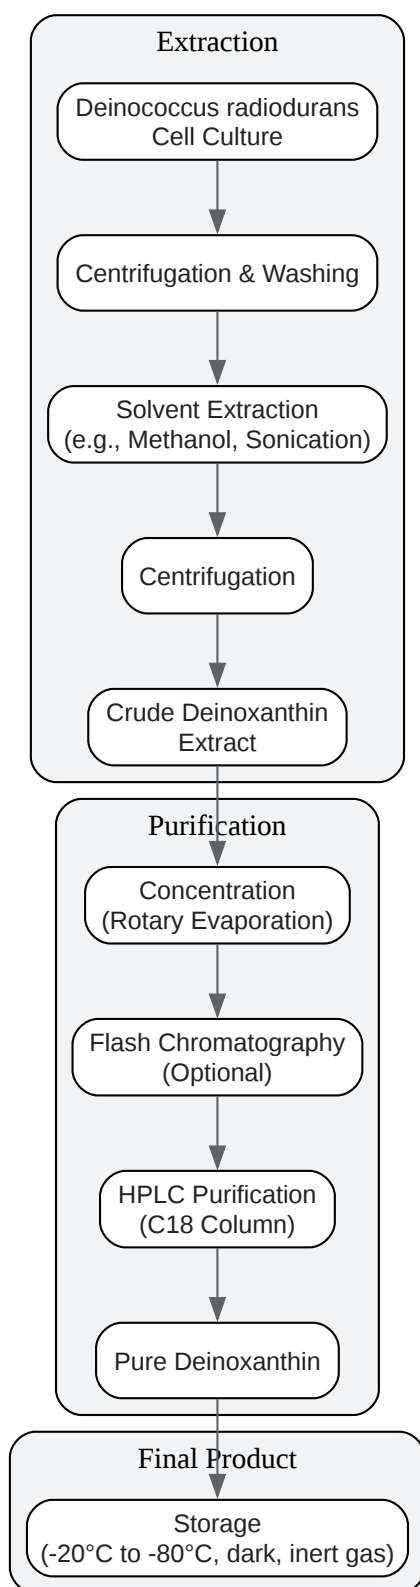 Extraction
Deinococcus radiodurans
Cell Culture
Centrifugation & Washing
Solvent Extraction
(e.g., Methanol, Sonication)
Centrifugation
Crude Deinoxanthin
Extract
Purification
Concentration
(Rotary Evaporation)
Flash Chromatography
(Optional)
HPLC Purification
(C18 Column)
Pure Deinoxanthin
Final Product
Storage
(-20°C to -80°C, dark, inert gas)